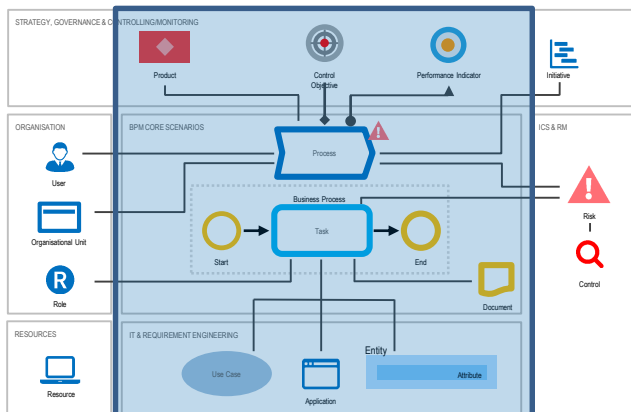 STRATEGY, GOVERNANCE & CONTROLLING/MONITORING
Product
Control
Objective
Performance Indicator
Initiative
ORGANISATION
BPM CORE SCENARIOS
ICS & RM
Process
User
Business Process
Task
Risk
Organisational Unit
Start
End
R
Role
Control
Document
RESOURCES
IT & REQUIREMENT ENGINEERING
Entity
Use Case
Attribute
Resource
Application